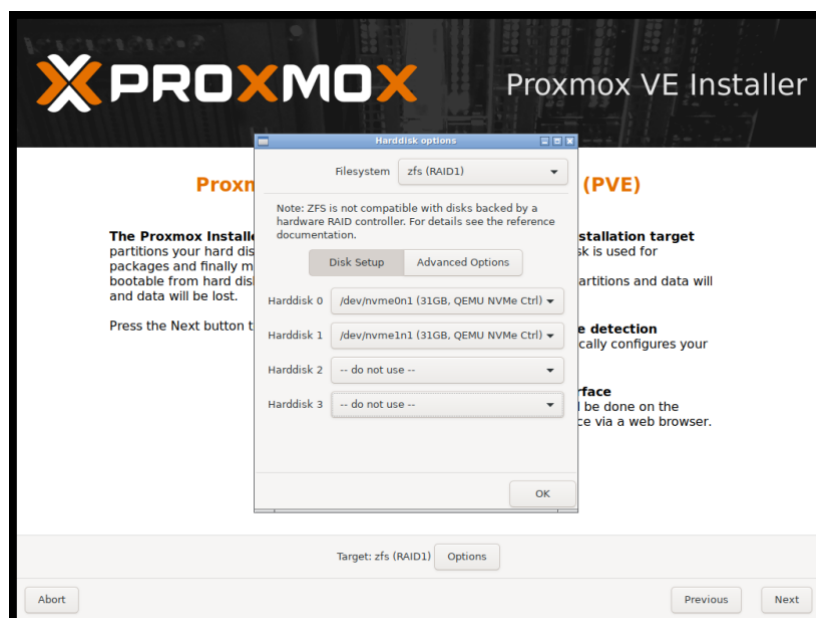 PROXMOX
Proxmox VE Installer
Harddisk options
Filesystem zfs (RAID1)
Note: ZFS is not compatible with disks backed by a
hardware RAID controller. For details see the reference
documentation.
Disk Setup Advanced Options
Harddisk 0 /dev/nvme0n1 (31GB, QEMU NVMe Ctrl)
Harddisk 1 /dev/nvme1n1 (31GB, QEMU NVMe Ctrl)
Harddisk 2 -- do not use --
Harddisk 3 -- do not use --
OK
(PVE)
The Proxmox
partitions your hard
packages and finally
bootable from hard
and data will be lost.
Press the Next button
stallation target
sk is used for
artitions and data will
e detection
cally configures your
rface
be done on the
ce via a web browser.
Target: zfs (RAID1) Options
Abort Previous Next